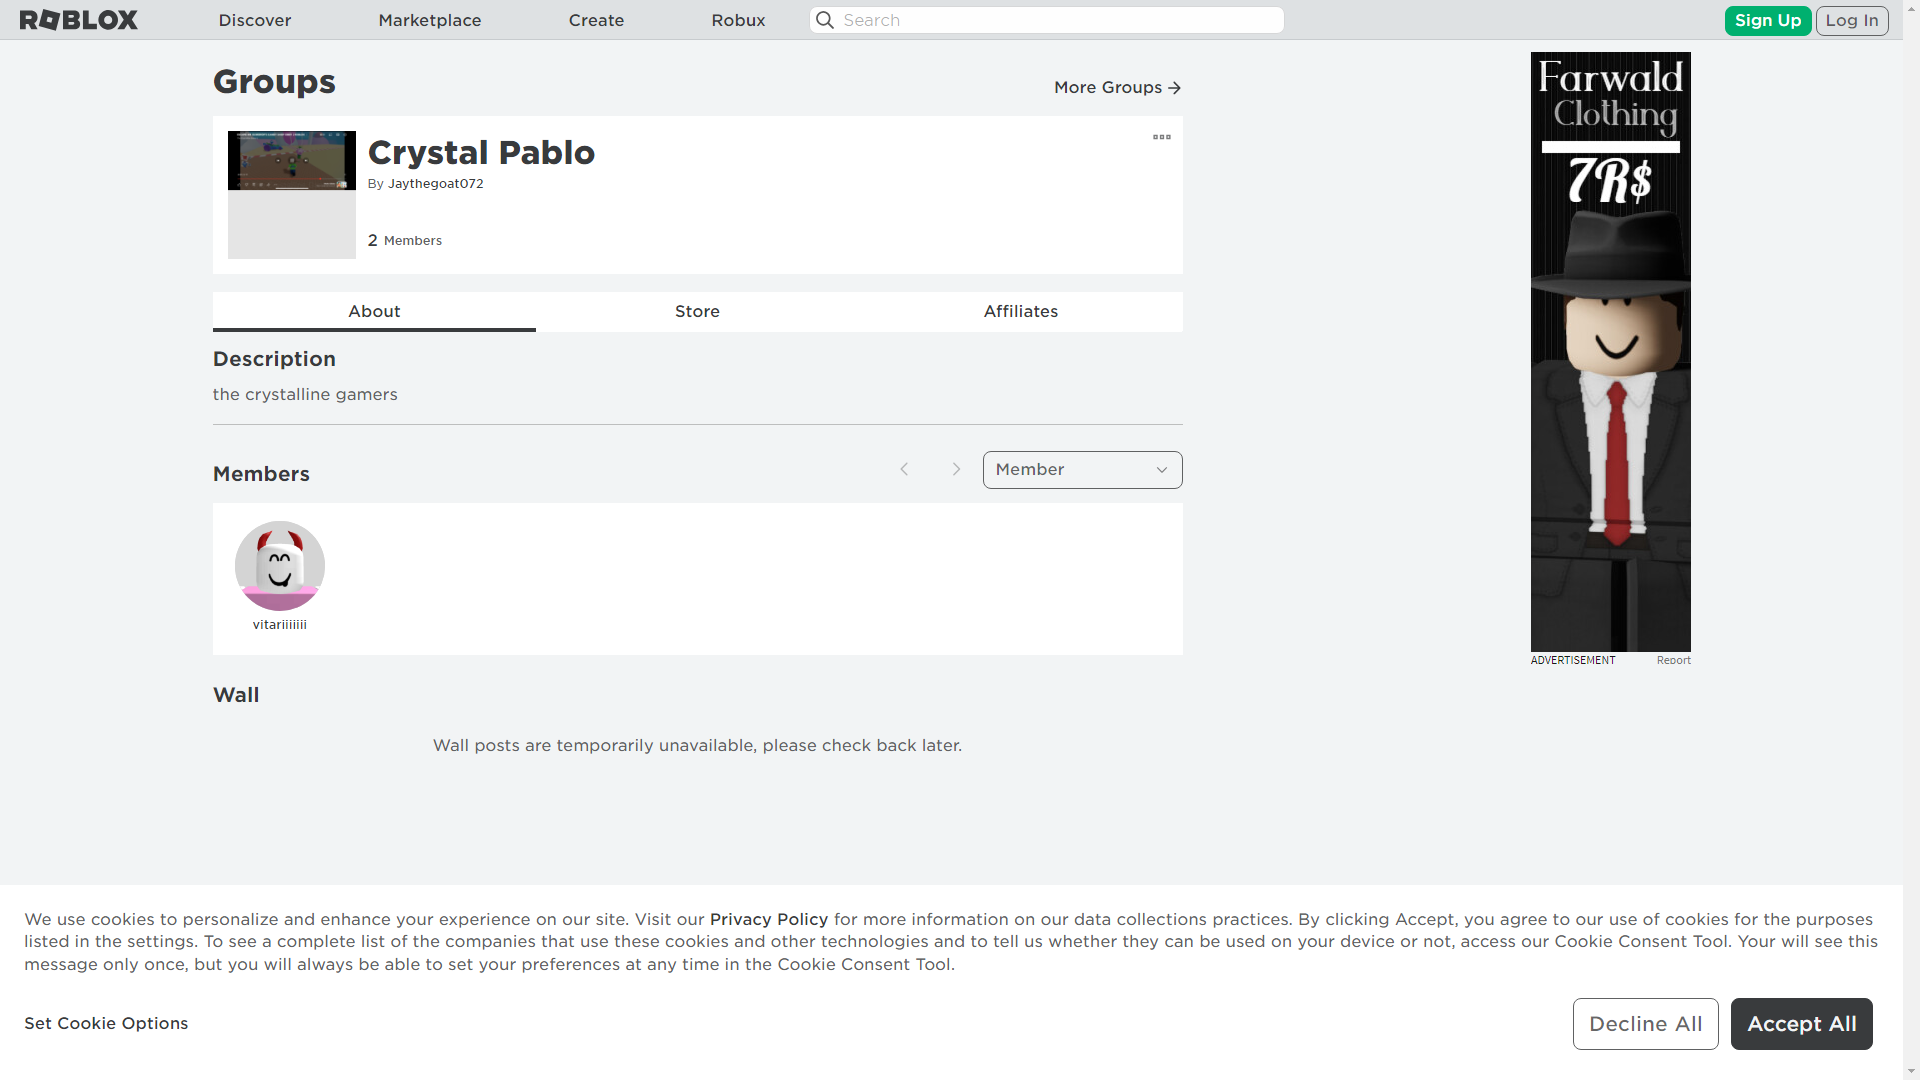 ROBLOX
Discover
Marketplace
Create
Robux
Search
Sign Up
Log In
Groups
More Groups
Crystal Pablo
By Jaythegoat072
2 Members
About
Store
Affiliates
Description
the crystalline gamers
Members
Member
vitariiiiiii
Wall
Wall posts are temporarily unavailable, please check back later.
Farwald
Clothing
7R$
ADVERTISEMENT
Report
We use cookies to personalize and enhance your experience on our site. Visit our Privacy Policy for more information on our data collections practices. By clicking Accept, you agree to our use of cookies for the purposes
listed in the settings. To see a complete list of the companies that use these cookies and other technologies and to tell us whether they can be used on your device or not, access our Cookie Consent Tool. Your will see this
message only once, but you will always be able to set your preferences at any time in the Cookie Consent Tool.
Set Cookie Options
Decline All
Accept All